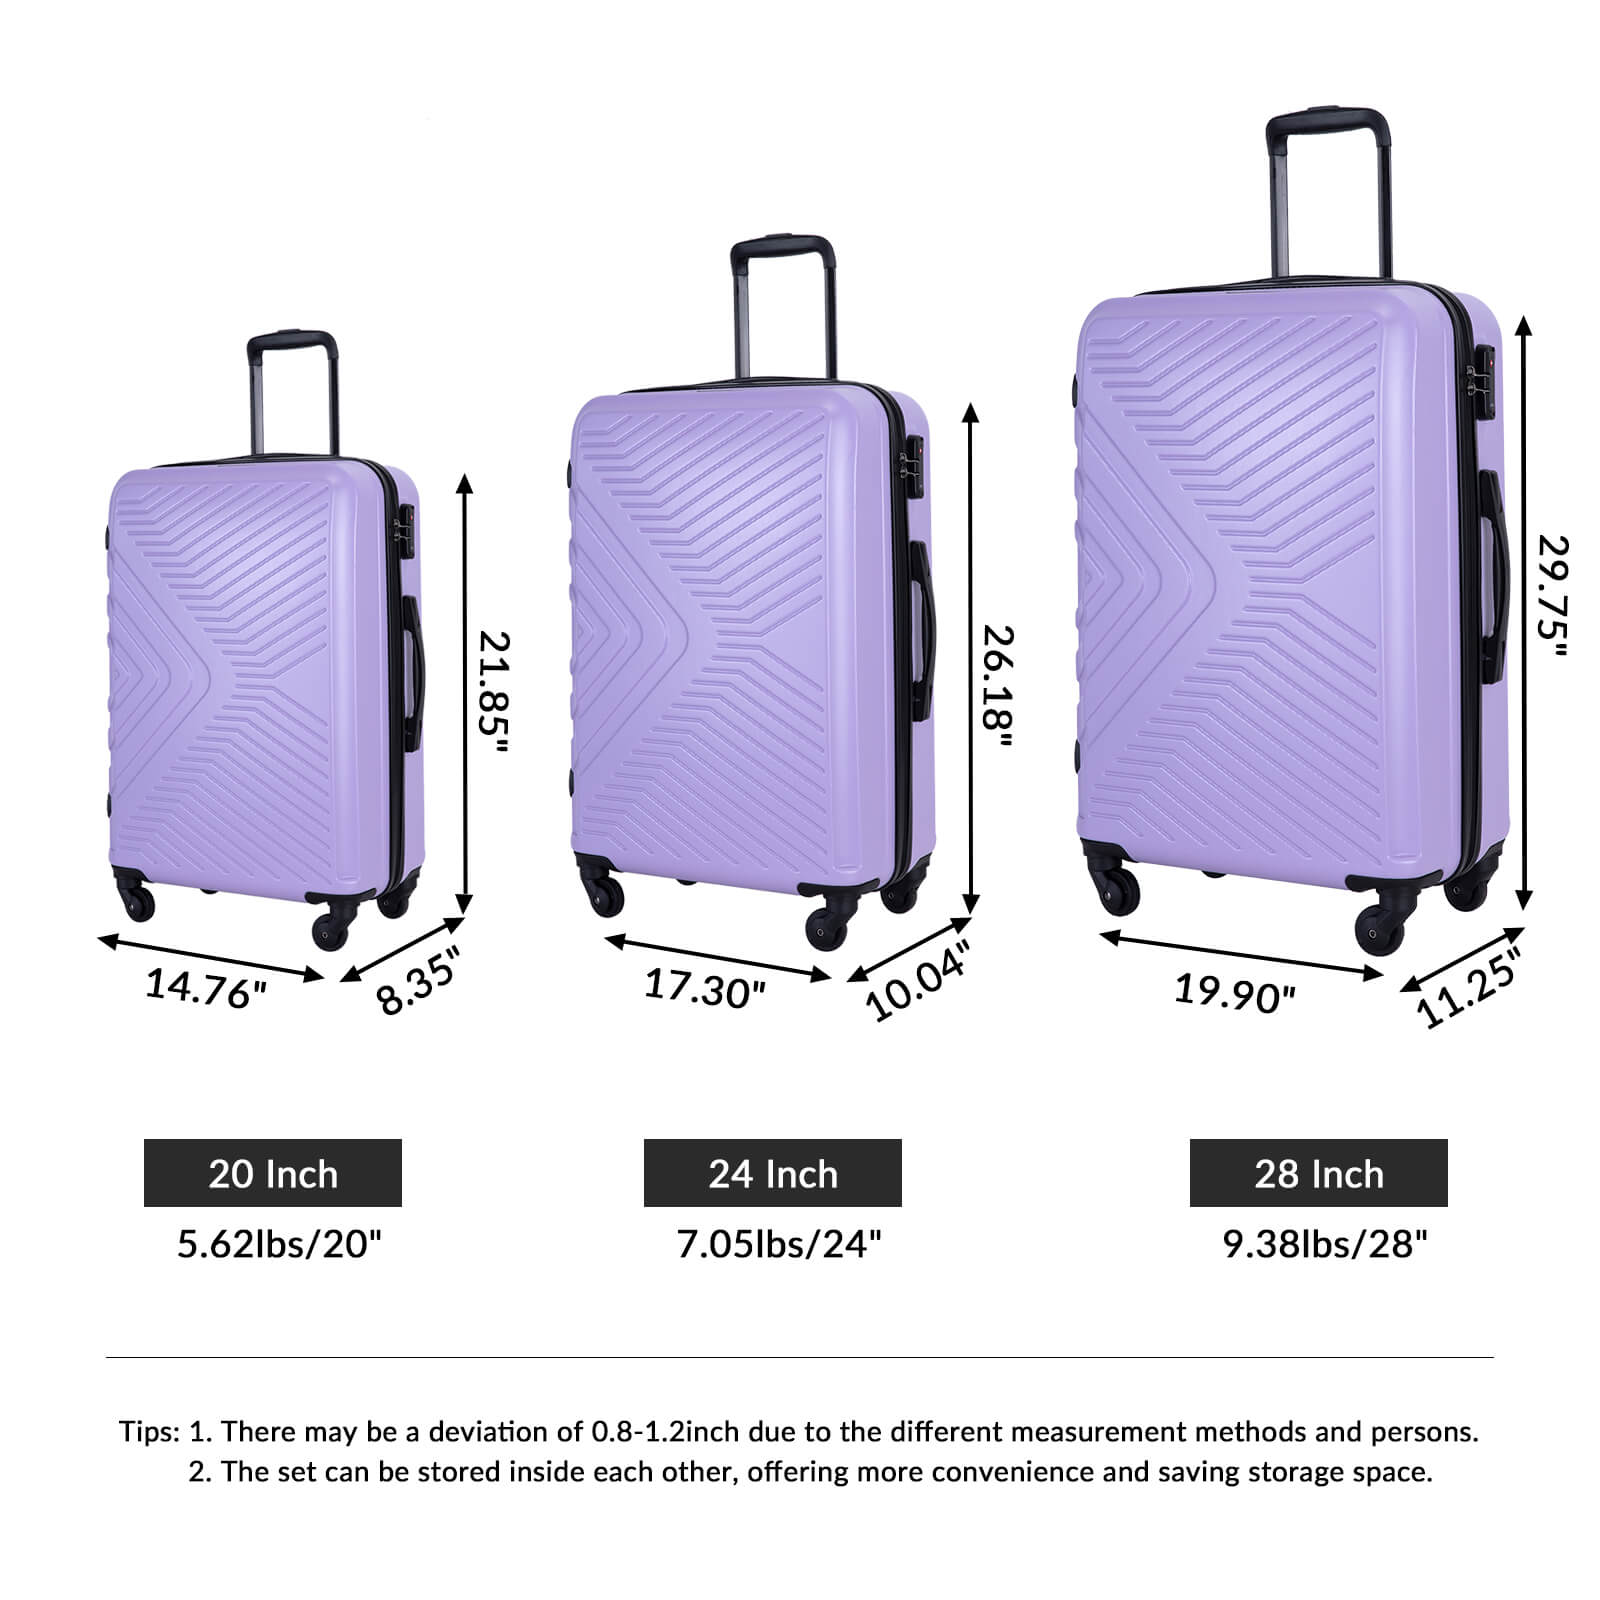 21.85"
26.18"
29.75"
14.76"
8.35"
17.30"
10.04"
19.90"
11.25"
20 Inch
24 Inch
28 Inch
5.62lbs/20"
7.05lbs/24"
9.38lbs/28"
Tips: 1. There may be a deviation of 0.8-1.2inch due to the different measurement methods and persons.
2. The set can be stored inside each other, offering more convenience and saving storage space.